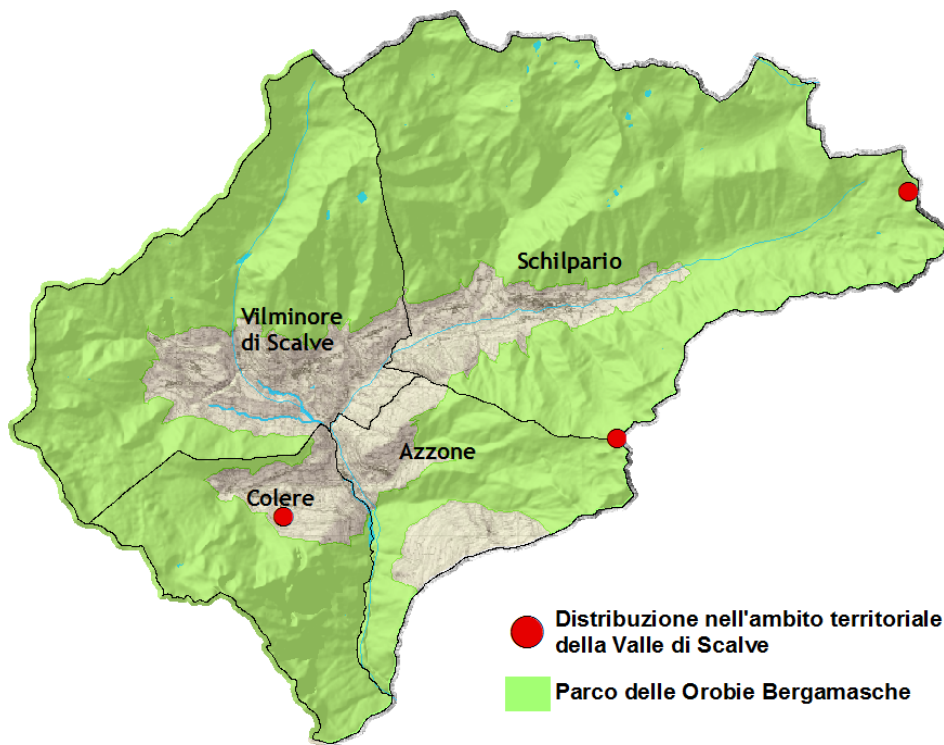 Schilpario
Vilminore
di Scalve
Azzone
Colere
Distribuzione nell'ambito territoriale
della Valle di Scalve
Parco delle Orobie Bergamasche